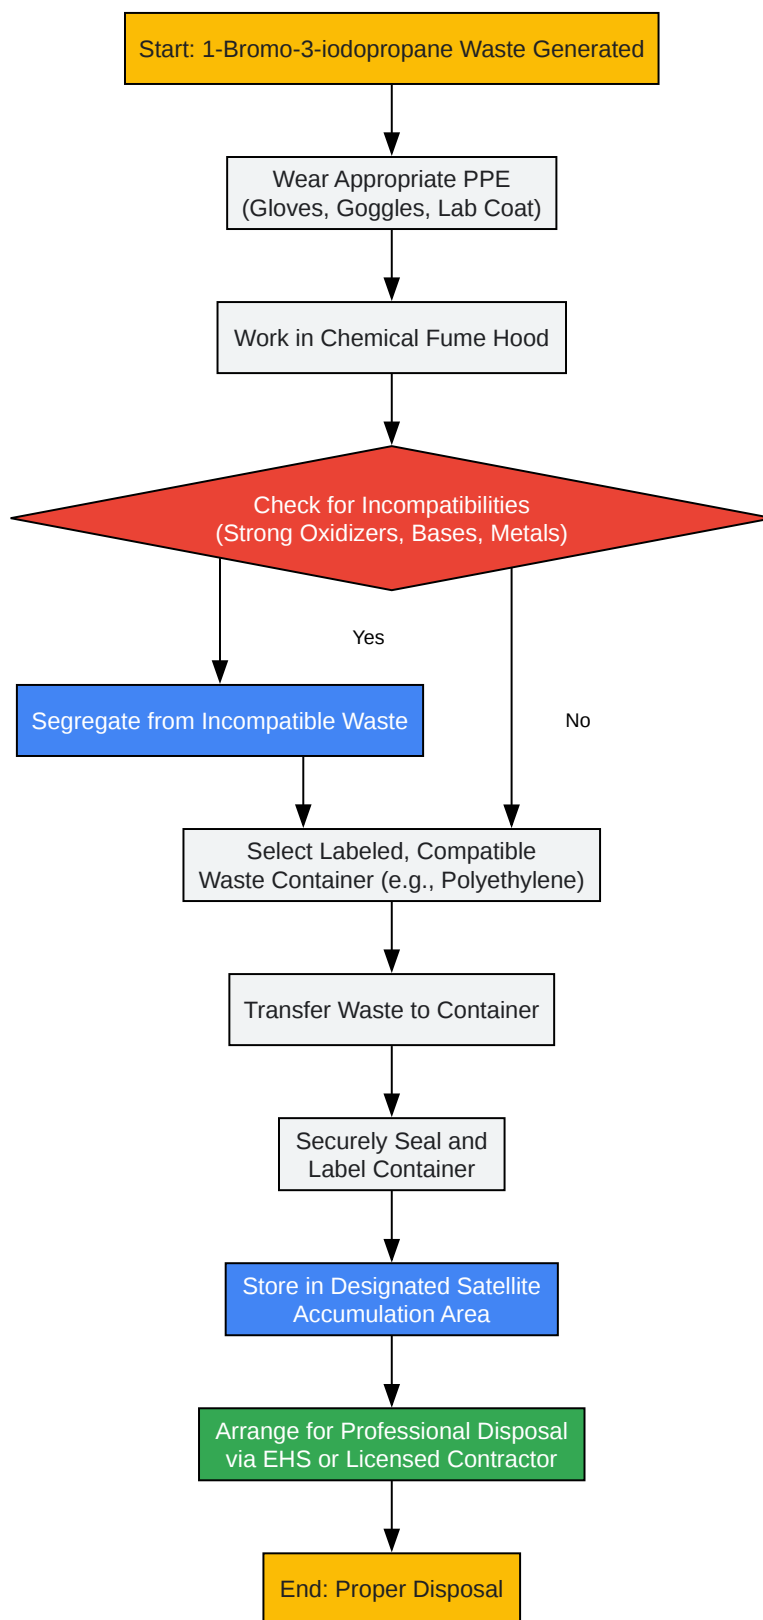 Start: 1-Bromo-3-iodopropane Waste Generated
Wear Appropriate PPE
(Gloves, Goggles, Lab Coat)
Work in Chemical Fume Hood
Check for Incompatibilities
(Strong Oxidizers, Bases, Metals)
Yes
Segregate from Incompatible Waste
No
Select Labeled, Compatible
Waste Container (e.g., Polyethylene)
Transfer Waste to Container
Securely Seal and
Label Container
Store in Designated Satellite
Accumulation Area
Arrange for Professional Disposal
via EHS or Licensed Contractor
End: Proper Disposal